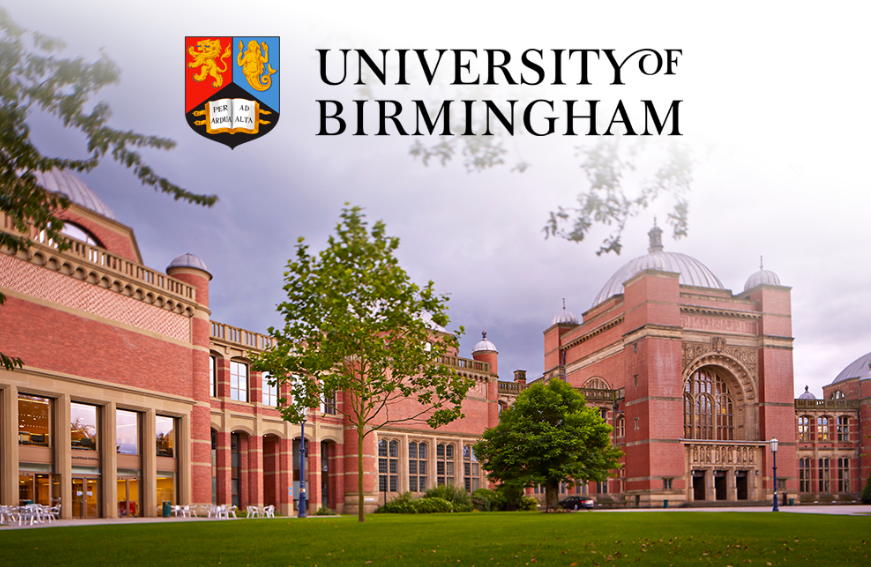 UNIVERSITY OF
BIRMINGHAM
PER AD
ARDUA ALTA